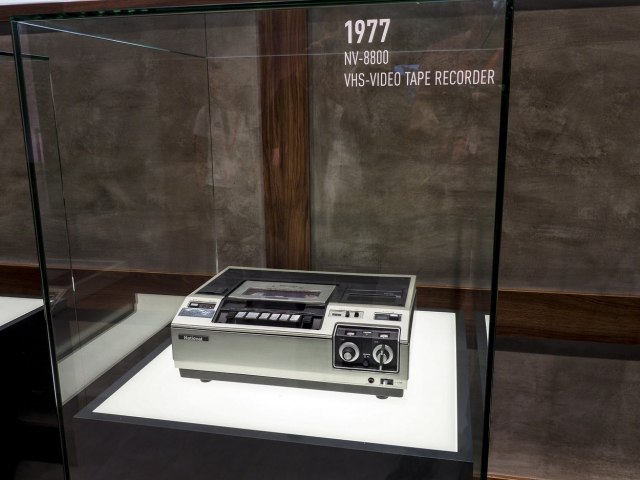 1977
NV-8800
VHS-VIDEO TAPE RECORDER
National